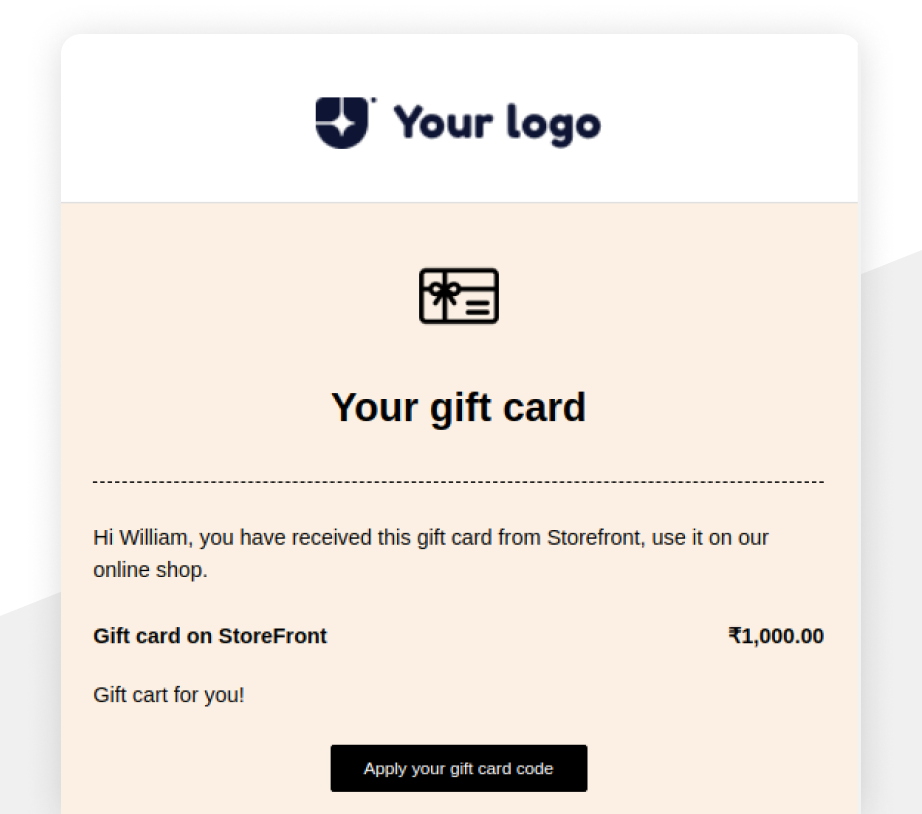 Your logo
Your gift card
Hi William, you have received this gift card from Storefront, use it on our
online shop.
Gift card on StoreFront ₹1,000.00
Gift cart for you!
Apply your gift card code